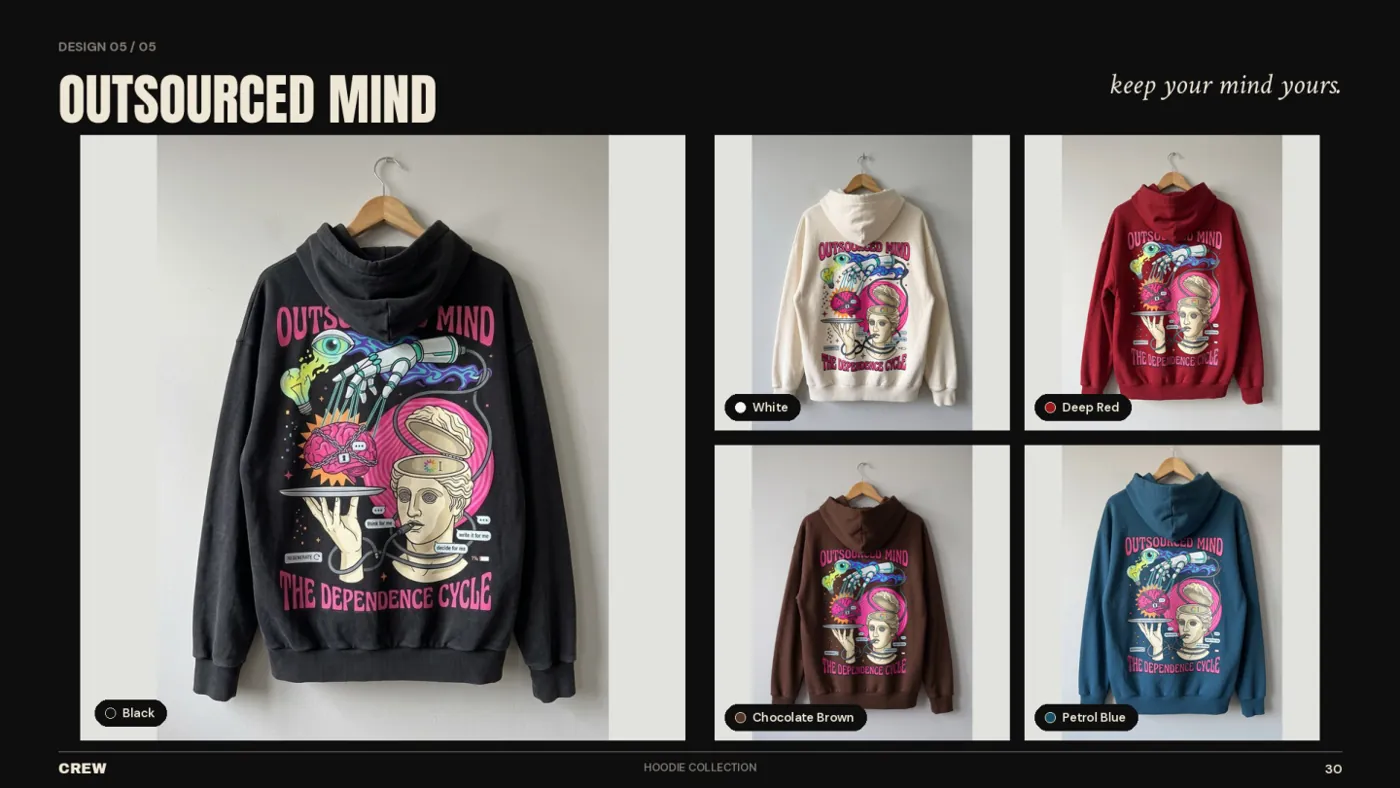 DESIGN 05 / 05
OUTSOURCED MIND
keep your mind yours.
MIND
think for me
write it for me
decide for me
REGENERATE
THE DEPENDENCE CYCLE
Black
OUTSOURCED MIND
THE DEPENDENCE CYCLE
White
MIND
THE DEPENDENCE CYCLE
Deep Red
OUTSOURCED MIND
THE DEPENDENCE CYCLE
Chocolate Brown
OUTSOURCED MIND
THE DEPENDENCE CYCLE
Petrol Blue
CREW
HOODIE COLLECTION
30